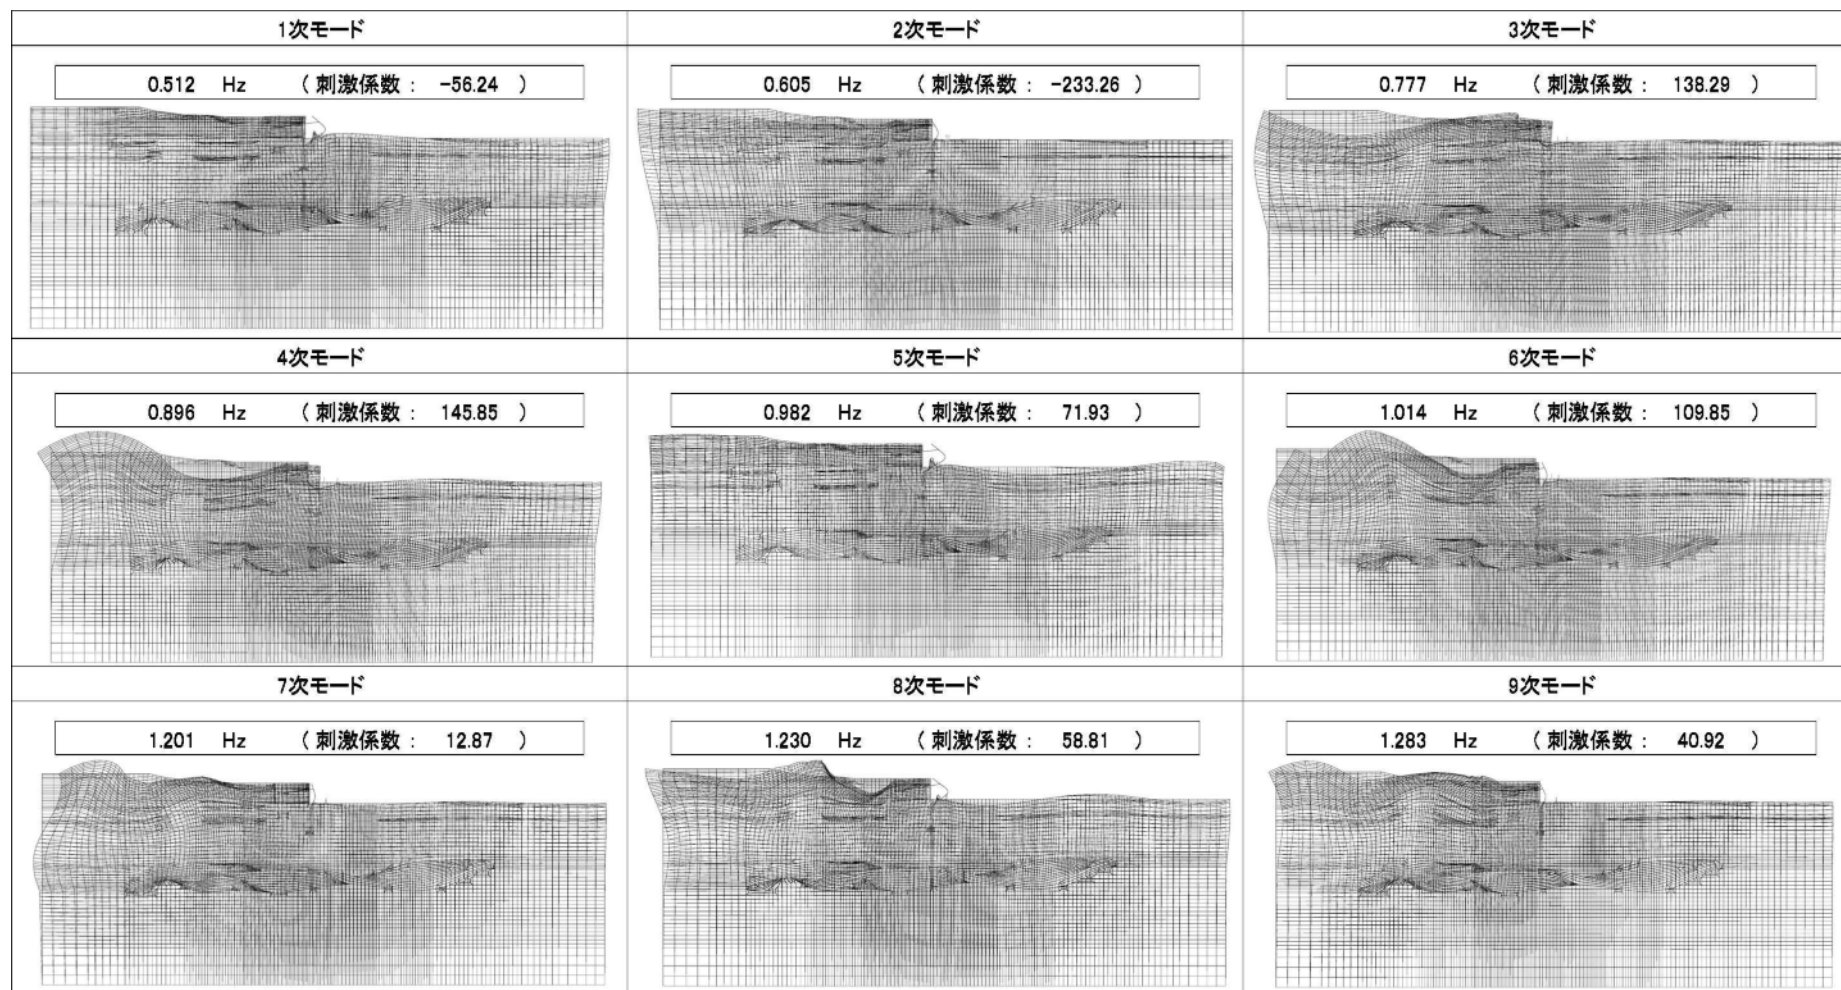 1次モード 2次モード 3次モード
0.512 Hz ( 刺激係数 : -56.24 ) 0.605 Hz ( 刺激係数 : -233.26 ) 0.777 Hz ( 刺激係数 : 138.29 )
4次モード 5次モード 6次モード
0.896 Hz ( 刺激係数 : 145.85 ) 0.982 Hz ( 刺激係数 : 71.93 ) 1.014 Hz ( 刺激係数 : 109.85 )
7次モード 8次モード 9次モード
1.201 Hz ( 刺激係数 : 12.87 ) 1.230 Hz ( 刺激係数 : 58.81 ) 1.283 Hz ( 刺激係数 : 40.92 )